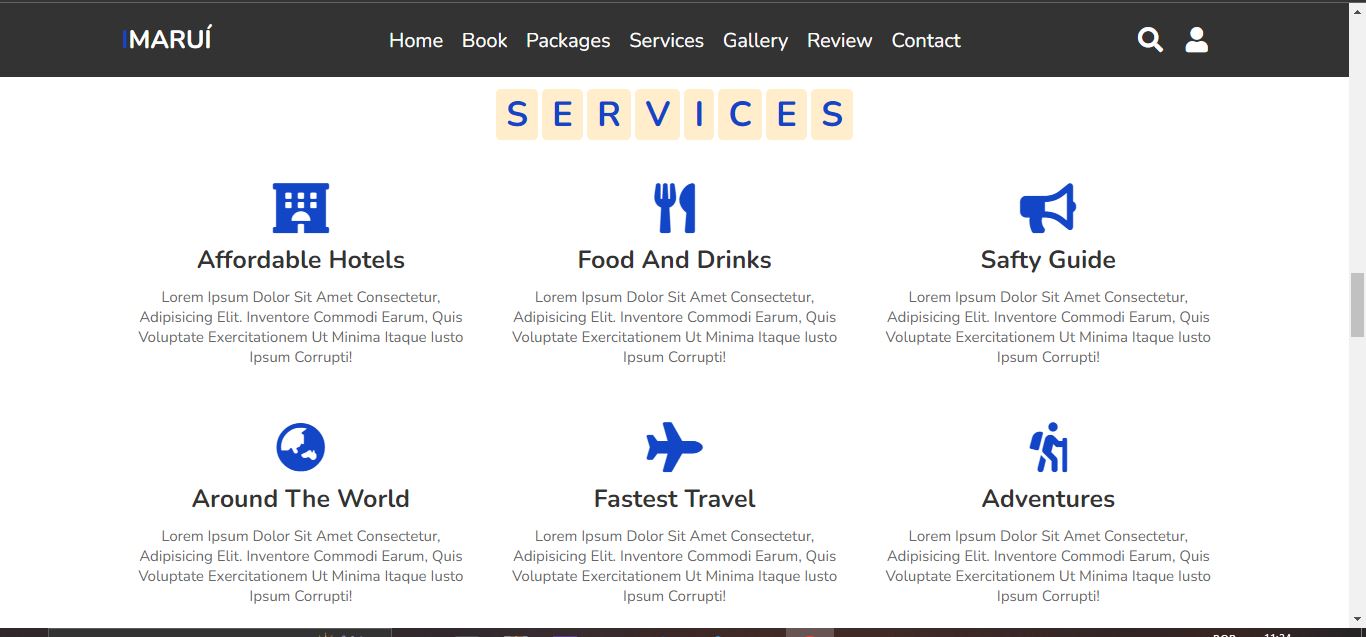 IMARUÍ
Home Book Packages Services Gallery Review Contact
SERVICES
Affordable Hotels
Lorem Ipsum Dolor Sit Amet Consectetur,
Adipisicing Elit. Inventore Commodi Earum, Quis
Voluptate Exercitationem Ut Minima Itaque Iusto
Ipsum Corrupti!
Food And Drinks
Lorem Ipsum Dolor Sit Amet Consectetur,
Adipisicing Elit. Inventore Commodi Earum, Quis
Voluptate Exercitationem Ut Minima Itaque Iusto
Ipsum Corrupti!
Safty Guide
Lorem Ipsum Dolor Sit Amet Consectetur,
Adipisicing Elit. Inventore Commodi Earum, Quis
Voluptate Exercitationem Ut Minima Itaque Iusto
Ipsum Corrupti!
Around The World
Lorem Ipsum Dolor Sit Amet Consectetur,
Adipisicing Elit. Inventore Commodi Earum, Quis
Voluptate Exercitationem Ut Minima Itaque Iusto
Ipsum Corrupti!
Fastest Travel
Lorem Ipsum Dolor Sit Amet Consectetur,
Adipisicing Elit. Inventore Commodi Earum, Quis
Voluptate Exercitationem Ut Minima Itaque Iusto
Ipsum Corrupti!
Adventures
Lorem Ipsum Dolor Sit Amet Consectetur,
Adipisicing Elit. Inventore Commodi Earum, Quis
Voluptate Exercitationem Ut Minima Itaque Iusto
Ipsum Corrupti!